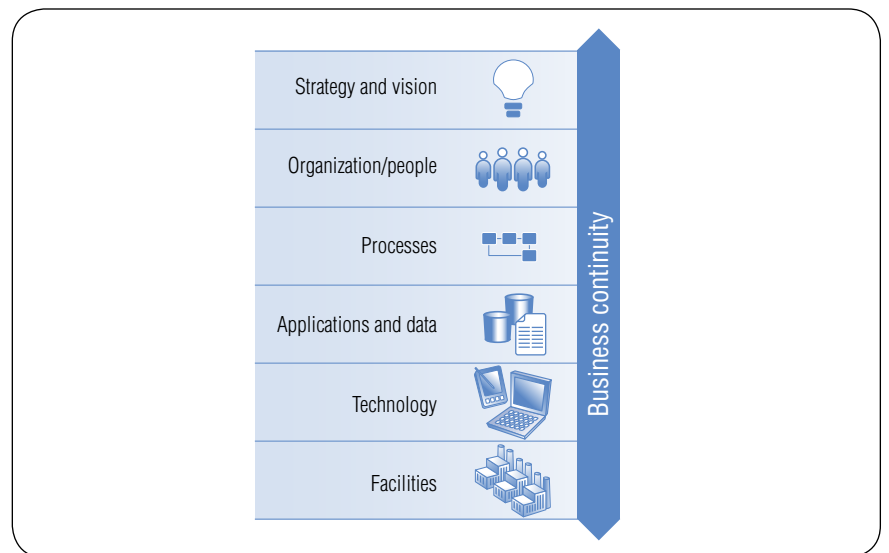 Strategy and vision
Organization/people
Processes
Applications and data
Technology
Facilities
Business continuity